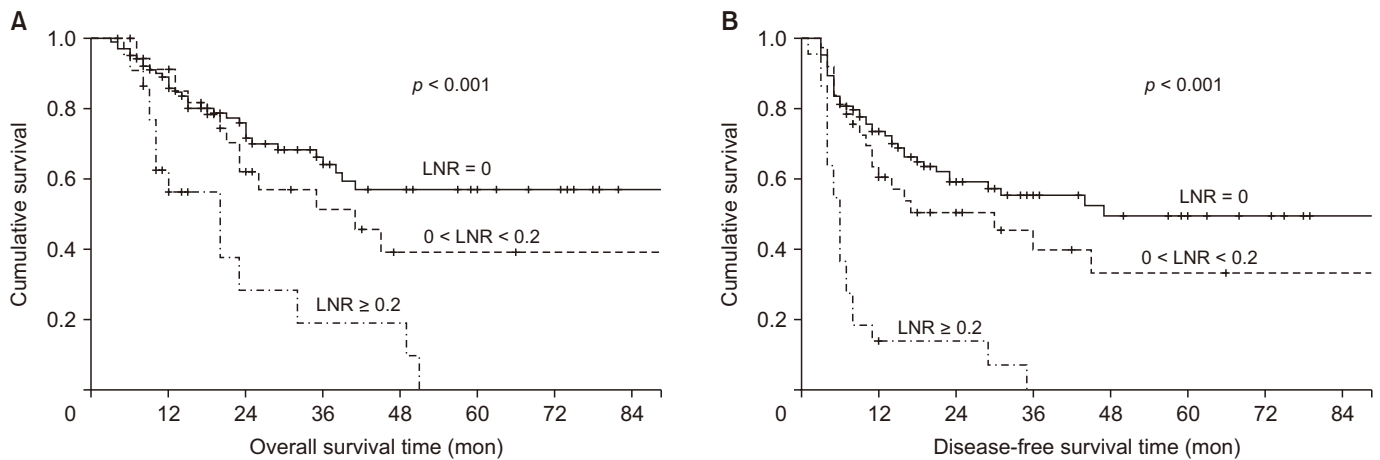 A
Cumulative survival
1.0
0.8
0.6
0.4
0.2
0
12
24
36
48
60
72
84
Overall survival time (mon)
p < 0.001
LNR = 0
0 < LNR < 0.2
LNR ≥ 0.2
B
Cumulative survival
1.0
0.8
0.6
0.4
0.2
0
12
24
36
48
60
72
84
Disease-free survival time (mon)
p < 0.001
LNR = 0
0 < LNR < 0.2
LNR ≥ 0.2